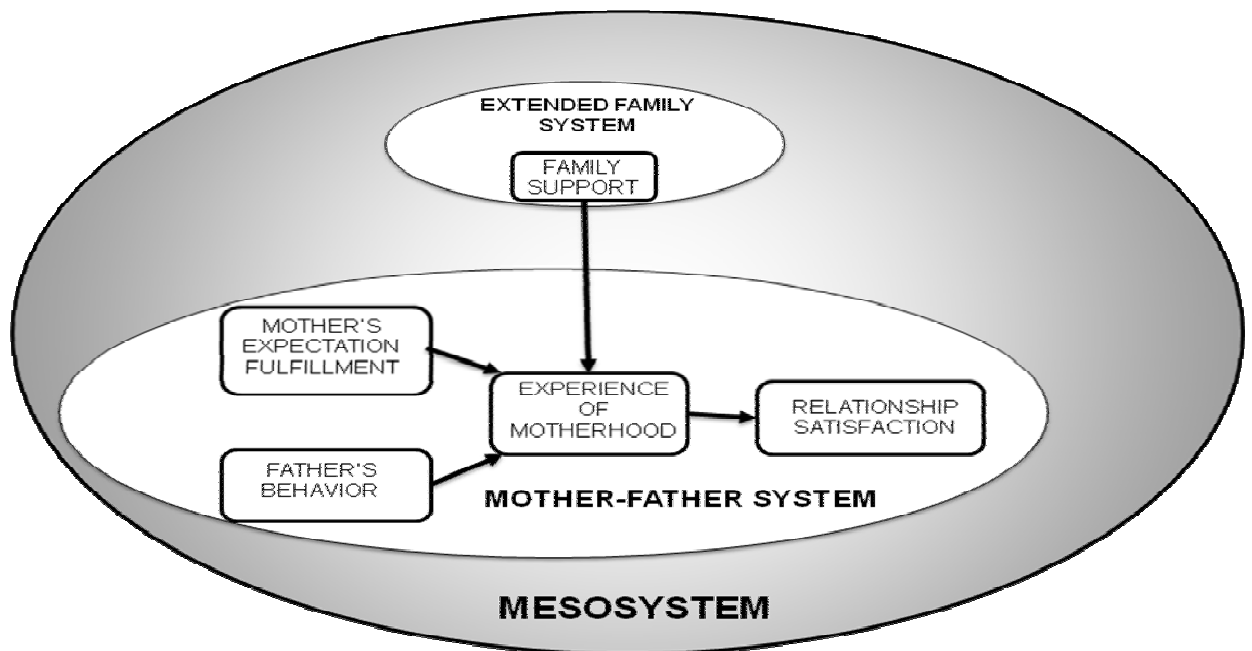 EXTENDED FAMILY
SYSTEM
FAMILY
SUPPORT
MOTHER'S
EXPECTATION
FULFILLMENT
EXPERIENCE
OF
MOTHERHOOD
RELATIONSHIP
SATISFACTION
FATHER'S
BEHAVIOR
MOTHER-FATHER SYSTEM
MESOSYSTEM